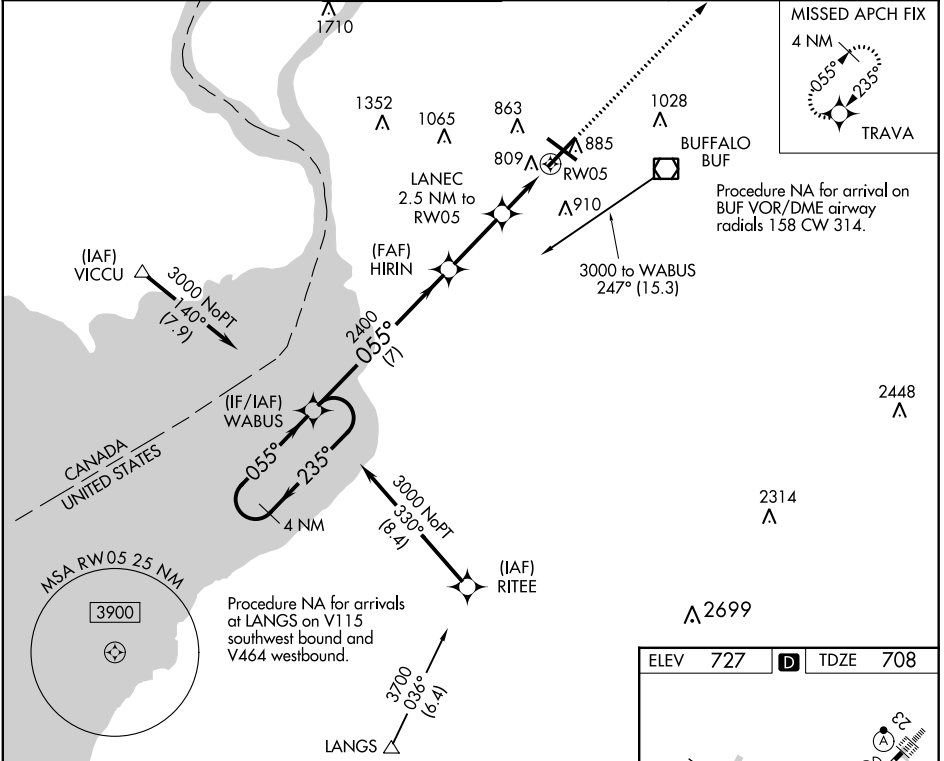 1710
MISSED APCH FIX
4 NM
055°
235°
TRAVA
1352
1065
863
1028
809
885
RW05
BUFFALO
BUF
LANEC
2.5 NM to
RW05
910
Procedure NA for arrival on
BUF VOR/DME airway
radials 158 CW 314.
(FAF)
HIRIN
(IAF)
VICCU
3000 NoPT
140°
(7.9)
3000 to WABUS
247° (15.3)
2400
055°
(7)
(IF/IAF)
WABUS
2448
CANADA
UNITED STATES
055°
235°
4 NM
3000 NoPT
330°
(8.4)
2314
(IAF)
RITEE
MSA RW05 25 NM
3900
Procedure NA for arrivals
at LANGS on V115
southwest bound and
V464 westbound.
2699
3700
036°
(6.4)
LANGS
ELEV 727 D TDZE 708
23
A